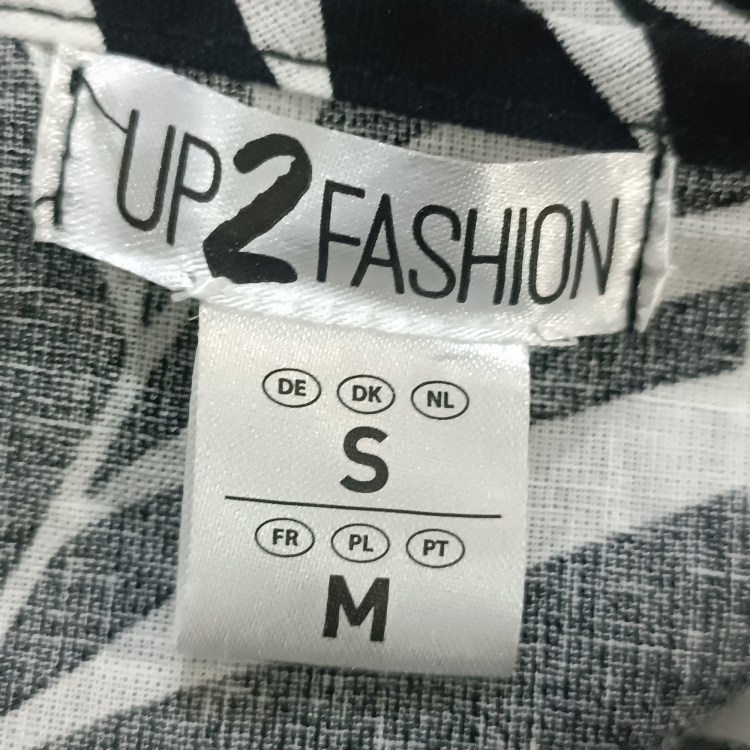 UP2FASHION
DE DK NL
S
FR PL PT
M